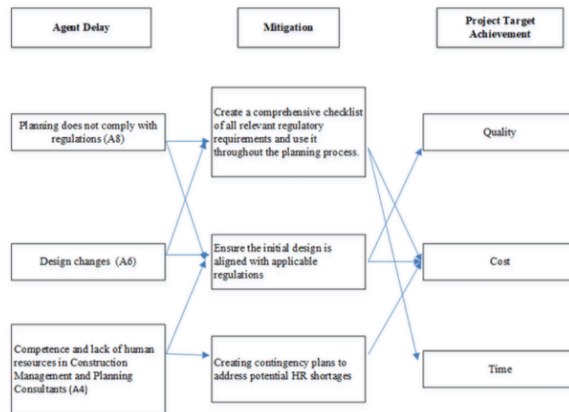 Agent Delay
Mitigation
Project Target
Achievement
Planning does not comply with
regulations (A8)
Create a comprehensive checklist
of all relevant regulatory
requirements and use it
throughout the planning process.
Quality
Design changes (A6)
Ensure the initial design is
aligned with applicable
regulations
Cost
Competence and lack of human
resources in Construction
Management and Planning
Consultants (A4)
Creating contingency plans to
address potential HR shortages
Time